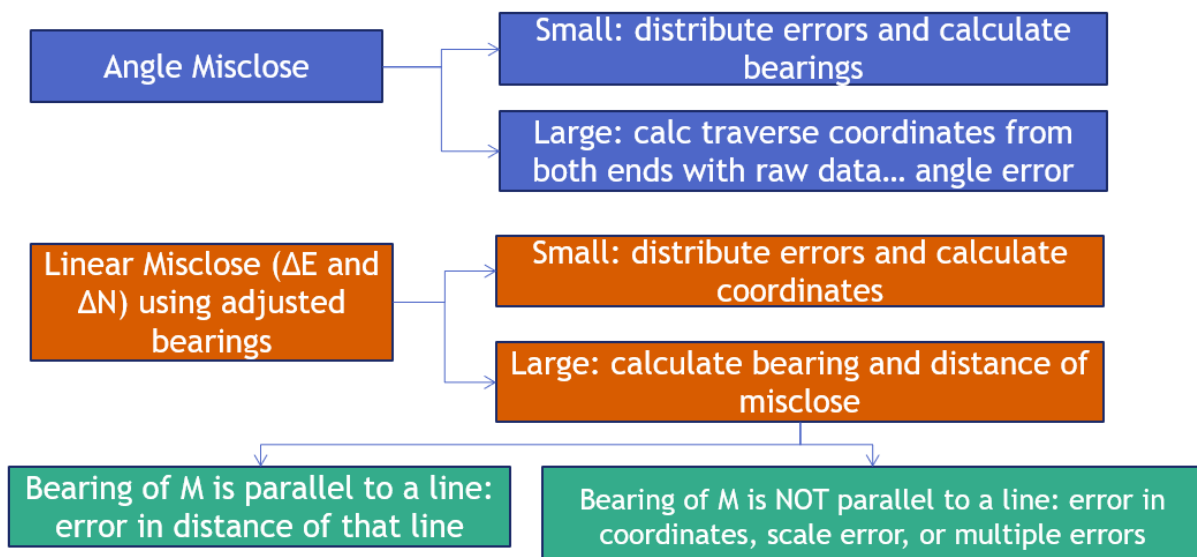 Angle Misclose
Small: distribute errors and calculate
bearings
Large: calc traverse coordinates from
both ends with raw data... angle error
Linear Misclose (ΔE and
ΔN) using adjusted
bearings
Small: distribute errors and calculate
coordinates
Large: calculate bearing and distance of
misclose
Bearing of M is parallel to a line:
error in distance of that line
Bearing of M is NOT parallel to a line: error in
coordinates, scale error, or multiple errors